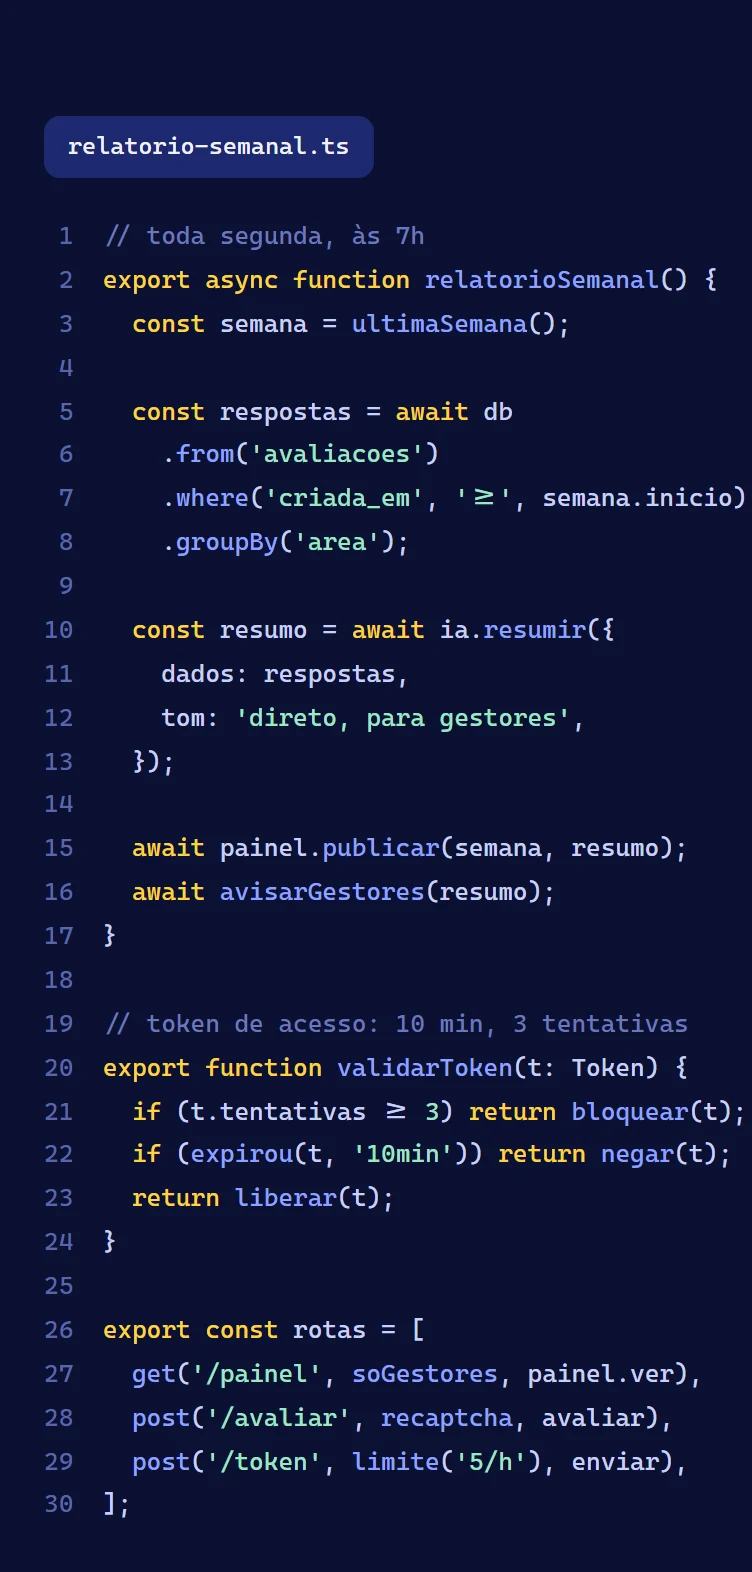 relatorio-semanal.ts
1 // toda segunda, às 7h
2 export async function relatorioSemanal() {
3   const semana = ultimaSemana();
4
5   const respostas = await db
6     .from('avaliacoes')
7     .where('criada_em', '≥', semana.inicio)
8     .groupBy('area');
9
10   const resumo = await ia.resumir({
11     dados: respostas,
12     tom: 'direto, para gestores',
13   });
14
15   await painel.publicar(semana, resumo);
16   await avisarGestores(resumo);
17 }
18
19 // token de acesso: 10 min, 3 tentativas
20 export function validarToken(t: Token) {
21   if (t.tentativas ≥ 3) return bloquear(t);
22   if (expirou(t, '10min')) return negar(t);
23   return liberar(t);
24 }
25
26 export const rotas = [
27   get('/painel', soGestores, painel.ver),
28   post('/avaliar', recaptcha, avaliar),
29   post('/token', limite('5/h'), enviar),
30 ];